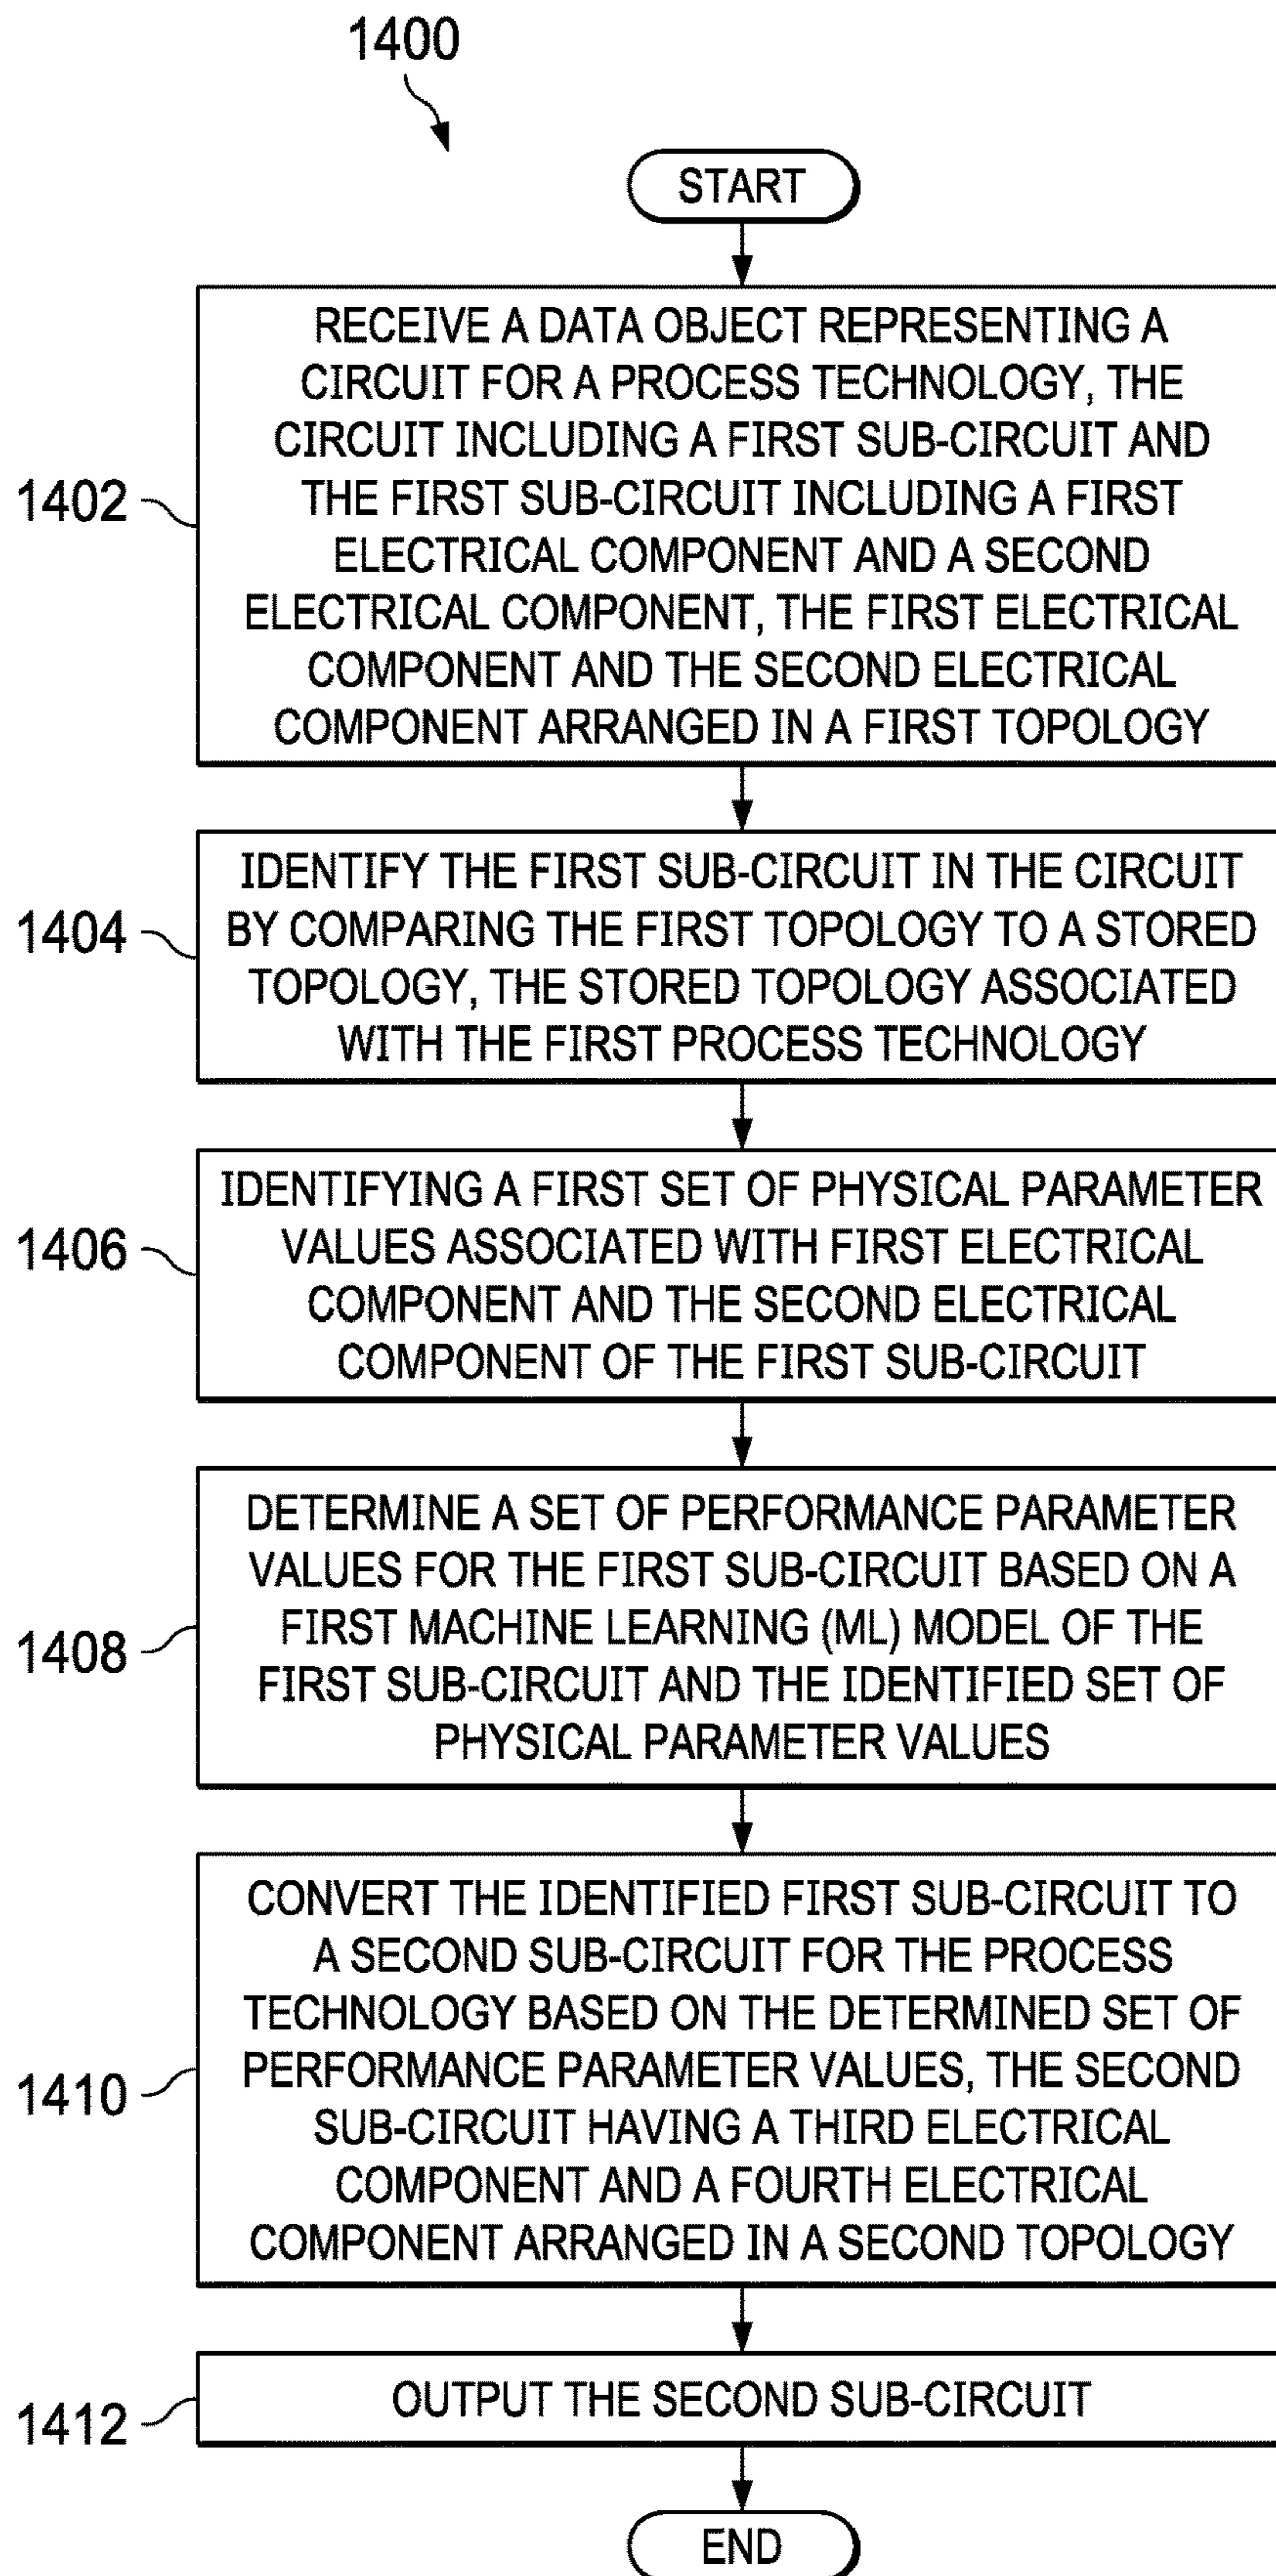 1400
START
RECEIVE A DATA OBJECT REPRESENTING A
CIRCUIT FOR A PROCESS TECHNOLOGY, THE
CIRCUIT INCLUDING A FIRST SUB-CIRCUIT AND
THE FIRST SUB-CIRCUIT INCLUDING A FIRST
ELECTRICAL COMPONENT AND A SECOND
ELECTRICAL COMPONENT, THE FIRST ELECTRICAL
COMPONENT AND THE SECOND ELECTRICAL
COMPONENT ARRANGED IN A FIRST TOPOLOGY
1402
IDENTIFY THE FIRST SUB-CIRCUIT IN THE CIRCUIT
BY COMPARING THE FIRST TOPOLOGY TO A STORED
TOPOLOGY, THE STORED TOPOLOGY ASSOCIATED
WITH THE FIRST PROCESS TECHNOLOGY
1404
IDENTIFYING A FIRST SET OF PHYSICAL PARAMETER
VALUES ASSOCIATED WITH FIRST ELECTRICAL
COMPONENT AND THE SECOND ELECTRICAL
COMPONENT OF THE FIRST SUB-CIRCUIT
1406
DETERMINE A SET OF PERFORMANCE PARAMETER
VALUES FOR THE FIRST SUB-CIRCUIT BASED ON A
FIRST MACHINE LEARNING (ML) MODEL OF THE
FIRST SUB-CIRCUIT AND THE IDENTIFIED SET OF
PHYSICAL PARAMETER VALUES
1408
CONVERT THE IDENTIFIED FIRST SUB-CIRCUIT TO
A SECOND SUB-CIRCUIT FOR THE PROCESS
TECHNOLOGY BASED ON THE DETERMINED SET OF
PERFORMANCE PARAMETER VALUES, THE SECOND
SUB-CIRCUIT HAVING A THIRD ELECTRICAL
COMPONENT AND A FOURTH ELECTRICAL
COMPONENT ARRANGED IN A SECOND TOPOLOGY
1410
OUTPUT THE SECOND SUB-CIRCUIT
1412
END